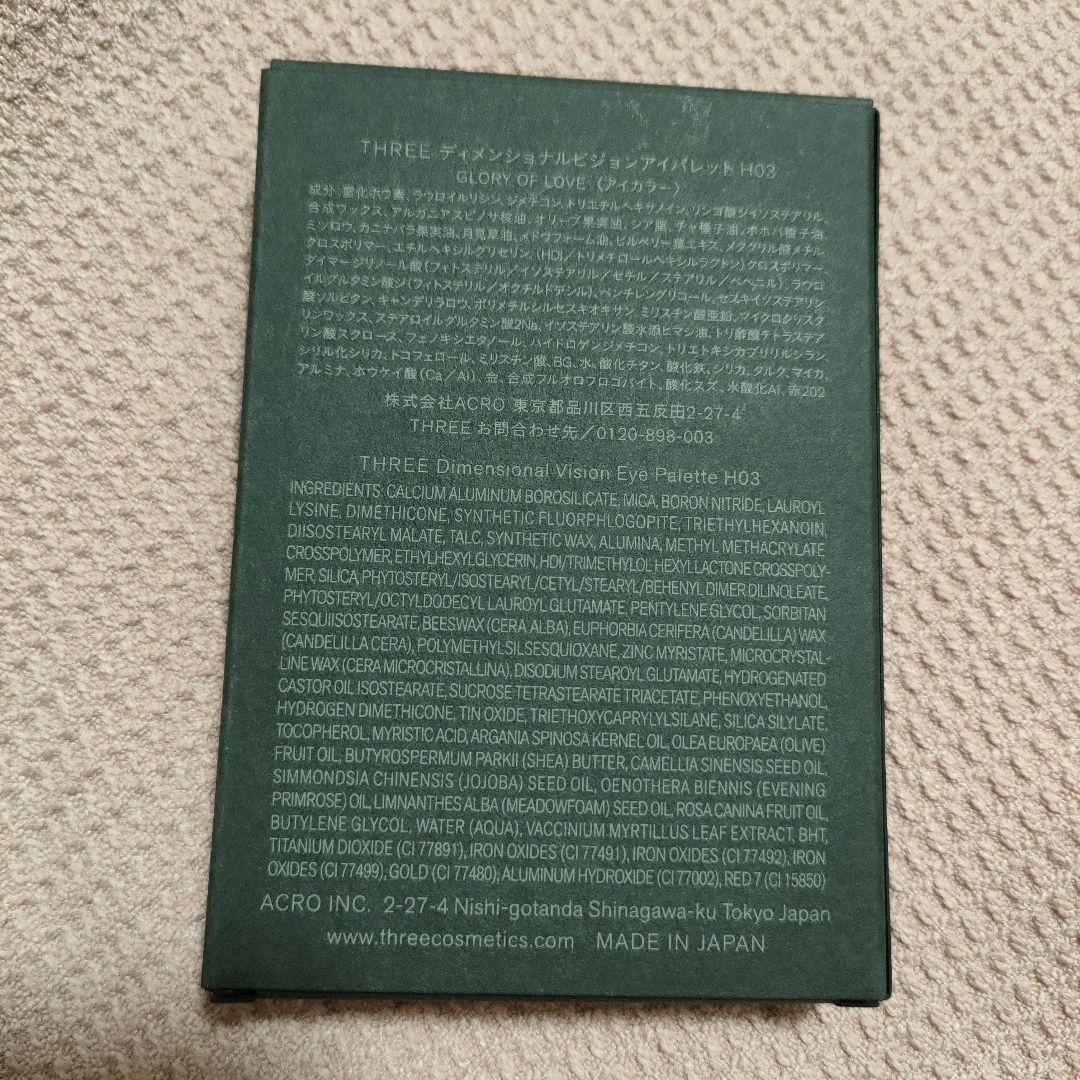 THREE ディメンショナルビジョンアイパレット H03
GLORY OF LOVE 〈アイカラー〉
成分：窒化ホウ素、ラウロイルリシン、ジメチコン、トリエチルヘキサノイン、リンゴ酸ジイソステアリル、
合成ワックス、アルガニアスピノサ核油、オリーブ果実油、シア脂、チャ種子油、ホホバ種子油、
ミツロウ、カニナバラ果実油、月見草油、メドウフォーム油、ビルベリー葉エキス、メタクリル酸メチル
クロスポリマー、エチルヘキシルグリセリン、(HDI／トリメチロールヘキシルラクトン)クロスポリマー、
ダイマージリノール酸(フィトステリル／イソステアリル／セチル／ステアリル／ベヘニル)、ラウロ
イルグルタミン酸ジ(フィトステリル／オクチルドデシル)、ペンチレングリコール、セスキイソステアリン
酸ソルビタン、キャンデリラロウ、ポリメチルシルセスキオキサン、ミリスチン酸亜鉛、マイクロクリスタ
リンワックス、ステアロイルグルタミン酸2Na、イソステアリン酸水添ヒマシ油、トリ酢酸テトラステア
リン酸スクロース、フェノキシエタノール、ハイドロゲンジメチコン、トリエトキシカプリリルシラン、
シリル化シリカ、トコフェロール、ミリスチン酸、BG、水、酸化チタン、酸化鉄、シリカ、タルク、マイカ、
アルミナ、ホウケイ酸(Ca／Al)、金、合成フルオロフロゴパイト、酸化スズ、水酸化Al、赤202
株式会社ACRO 東京都品川区西五反田2-27-4
THREE お問合わせ先／0120-898-003
THREE Dimensional Vision Eye Palette H03
INGREDIENTS: CALCIUM ALUMINUM BOROSILICATE, MICA, BORON NITRIDE, LAUROYL
LYSINE, DIMETHICONE, SYNTHETIC FLUORPHLOGOPITE, TRIETHYLHEXANOIN,
DIISOSTEARYL MALATE, TALC, SYNTHETIC WAX, ALUMINA, METHYL METHACRYLATE
CROSSPOLYMER, ETHYLHEXYLGLYCERIN, HDI/TRIMETHYLOL HEXYLLACTONE CROSSPOLY-
MER, SILICA, PHYTOSTERYL/ISOSTEARYL/CETYL/STEARYL/BEHENYL DIMER DILINOLEATE,
PHYTOSTERYL/OCTYLDODECYL LAUROYL GLUTAMATE, PENTYLENE GLYCOL, SORBITAN
SESQUIISOSTEARATE, BEESWAX (CERA ALBA), EUPHORBIA CERIFERA (CANDELILLA) WAX
(CANDELILLA CERA), POLYMETHYLSILSESQUIOXANE, ZINC MYRISTATE, MICROCRYSTAL-
LINE WAX (CERA MICROCRISTALLINA), DISODIUM STEAROYL GLUTAMATE, HYDROGENATED
CASTOR OIL ISOSTEARATE, SUCROSE TETRASTEARATE TRIACETATE, PHENOXYETHANOL,
HYDROGEN DIMETHICONE, TIN OXIDE, TRIETHOXYCAPRYLYLSILANE, SILICA SILYLATE,
TOCOPHEROL, MYRISTIC ACID, ARGANIA SPINOSA KERNEL OIL, OLEA EUROPAEA (OLIVE)
FRUIT OIL, BUTYROSPERMUM PARKII (SHEA) BUTTER, CAMELLIA SINENSIS SEED OIL,
SIMMONDSIA CHINENSIS (JOJOBA) SEED OIL, OENOTHERA BIENNIS (EVENING
PRIMROSE) OIL, LIMNANTHES ALBA (MEADOWFOAM) SEED OIL, ROSA CANINA FRUIT OIL,
BUTYLENE GLYCOL, WATER (AQUA), VACCINIUM MYRTILLUS LEAF EXTRACT, BHT,
TITANIUM DIOXIDE (CI 77891), IRON OXIDES (CI 77491), IRON OXIDES (CI 77492), IRON
OXIDES (CI 77499), GOLD (CI 77480), ALUMINUM HYDROXIDE (CI 77002), RED 7 (CI 15850)
ACRO INC. 2-27-4 Nishi-gotanda Shinagawa-ku Tokyo Japan
www.threecosmetics.com MADE IN JAPAN